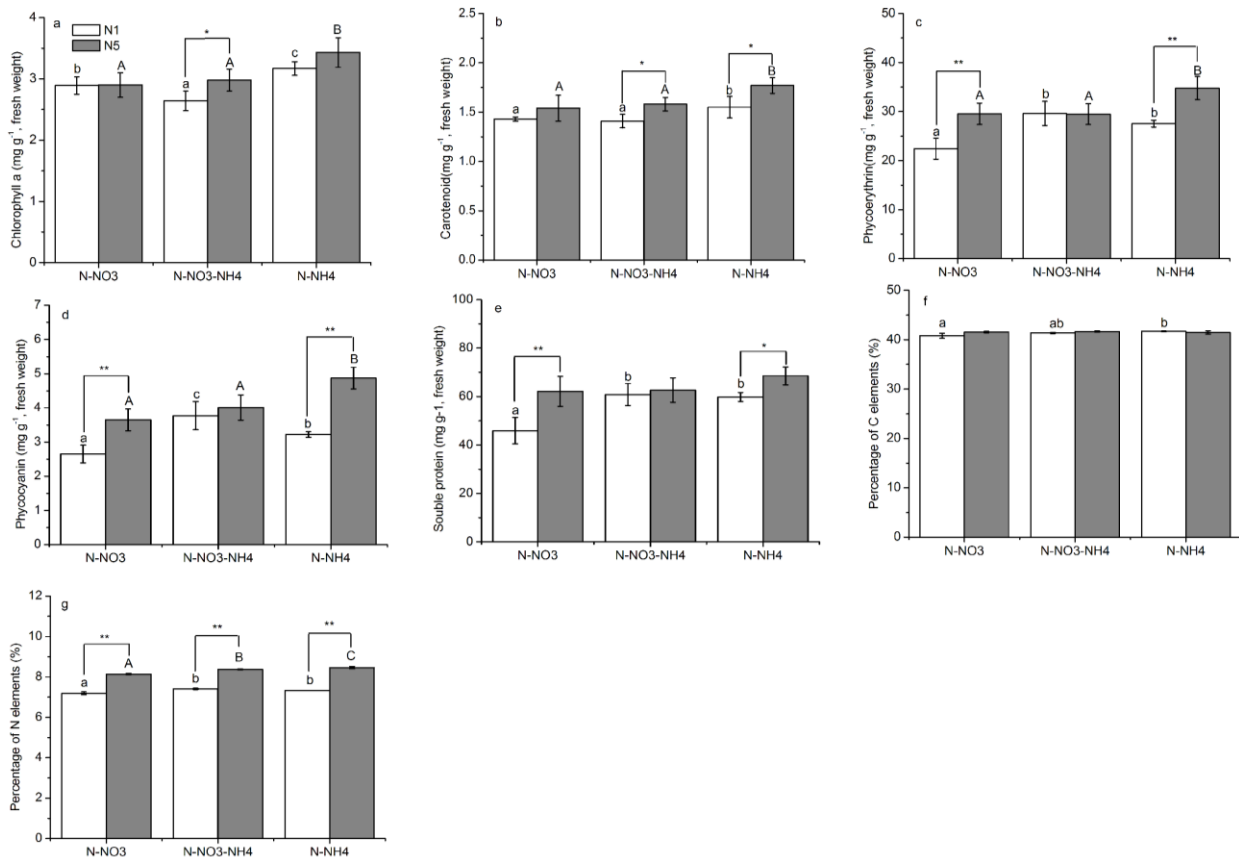 a
N1
N5
Chlorophyll a (mg g⁻¹, fresh weight)
4
3
2
1
0
b
A
*
a
A
c
B
N-NO3
N-NO3-NH4
N-NH4
b
Carotenoid(mg g⁻¹, fresh weight)
2.5
2.0
1.5
1.0
0.5
0.0
a
A
*
a
A
*
a
B
N-NO3
N-NO3-NH4
N-NH4
c
Phycoerythrin(mg g⁻¹, fresh weight)
50
40
30
20
10
0
**
a
A
b
A
**
b
B
N-NO3
N-NO3-NH4
N-NH4
d
Phycocyanin (mg g⁻¹, fresh weight)
7
6
5
4
3
2
1
0
**
a
A
c
A
**
b
B
N-NO3
N-NO3-NH4
N-NH4
e
Souble protein (mg g-1, fresh weight)
100
80
60
40
20
0
**
a
A
b
A
*
b
A
N-NO3
N-NO3-NH4
N-NH4
f
Percentage of C elements (%)
50
40
30
20
10
0
a
ab
b
N-NO3
N-NO3-NH4
N-NH4
g
Percentage of N elements (%)
12
10
8
6
4
2
0
**
a
A
**
b
B
**
b
C
N-NO3
N-NO3-NH4
N-NH4